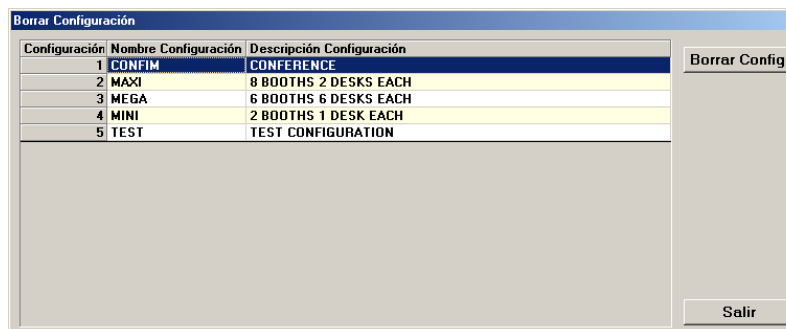 Borrar Configuración
Configuración Nombre Configuración Descripción Configuración
1 CONFIM CONFERENCE
2 MAXI 8 BOOTHS 2 DESKS EACH
3 MEGA 6 BOOTHS 6 DESKS EACH
4 MINI 2 BOOTHS 1 DESK EACH
5 TEST TEST CONFIGURATION
Borrar Config
Salir